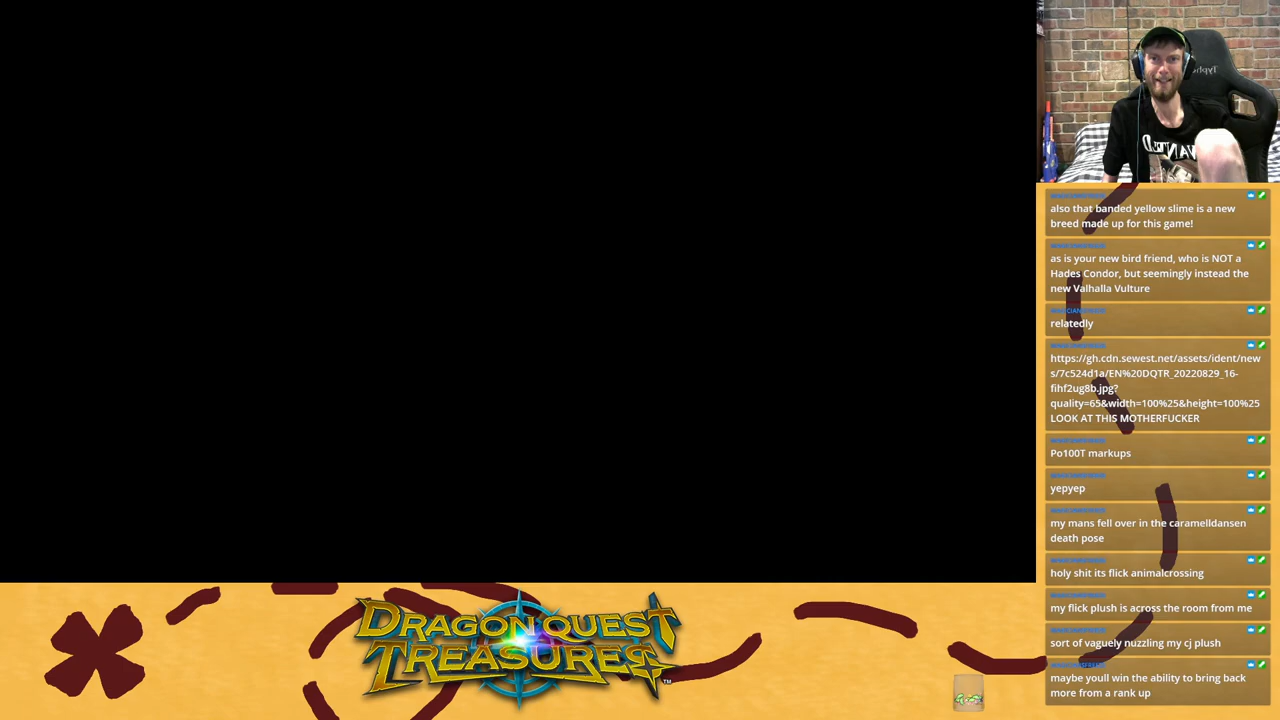 also that banded yellow slime is a new
breed made up for this game!
as is your new bird friend, who is NOT a
Hades Condor, but seemingly instead the
new Valhalla Vulture
relatedly
https://gh.cdn.sewest.net/assets/ident/new
s/7c524d1a/EN%20DQTR_20220829_16-
fihf2ug8b.jpg?
quality=65&width=100%25&height=100%25
LOOK AT THIS MOTHERFUCKER
Po100T markups
yepyep
my mans fell over in the caramelldansen
death pose
holy shit its flick animalcrossing
my flick plush is across the room from me
sort of vaguely nuzzling my cj plush
maybe youll win the ability to bring back
more from a rank up
DRAGON QUEST
TREASURES
TM